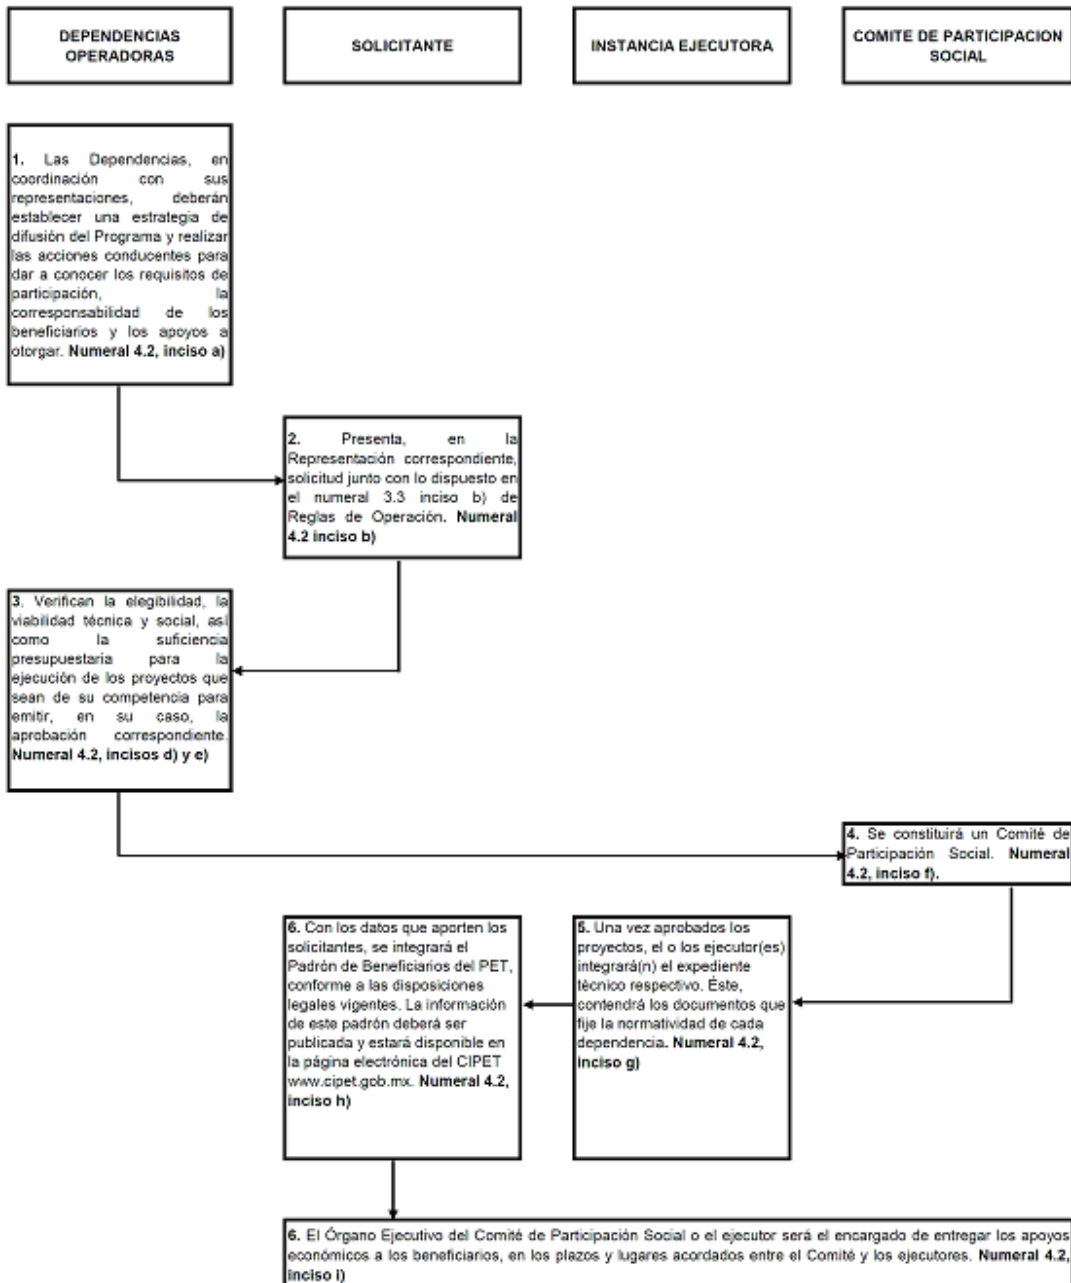 DEPENDENCIAS
OPERADORAS
SOLICITANTE
INSTANCIA EJECUTORA
COMITE DE PARTICIPACION
SOCIAL
1. Las Dependencias, en
coordinación con sus
representaciones, deberán
establecer una estrategia de
difusión del Programa y realizar
las acciones conducentes para
dar a conocer los requisitos de
participación, la
corresponsabilidad de los
beneficiarios y los apoyos a
otorgar. Numeral 4.2, inciso a)
2. Presenta, en la
Representación correspondiente,
solicitud junto con lo dispuesto en
el numeral 3.3 inciso b) de
Reglas de Operación. Numeral
4.2 inciso b)
3. Verifican la elegibilidad, la
viabilidad técnica y social, así
como la suficiencia
presupuestaria para la
ejecución de los proyectos que
sean de su competencia para
emitir, en su caso, la
aprobación correspondiente.
Numeral 4.2, incisos d) y e)
4. Se constituirá un Comité de
Participación Social. Numeral
4.2, inciso f).
5. Una vez aprobados los
proyectos, el o los ejecutor(es)
integrará(n) el expediente
técnico respectivo. Éste,
contendrá los documentos que
fije la normatividad de cada
dependencia. Numeral 4.2,
inciso g)
6. Con los datos que aporten los
solicitantes, se integrará el
Padrón de Beneficiarios del PET,
conforme a las disposiciones
legales vigentes. La información
de este padrón deberá ser
publicada y estará disponible en
la página electrónica del CIPET
www.cipet.gob.mx. Numeral 4.2,
inciso h)
6. El Órgano Ejecutivo del Comité de Participación Social o el ejecutor será el encargado de entregar los apoyos
económicos a los beneficiarios, en los plazos y lugares acordados entre el Comité y los ejecutores. Numeral 4.2,
inciso i)